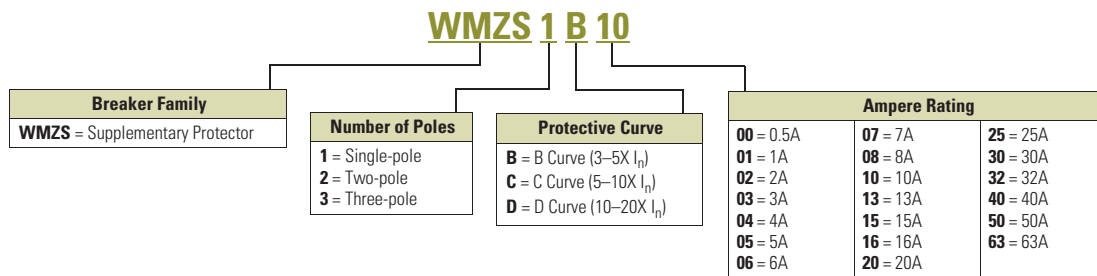 WMZS 1 B 10
Breaker Family
WMZS = Supplementary Protector
Number of Poles
1 = Single-pole
2 = Two-pole
3 = Three-pole
Protective Curve
B = B Curve (3–5X In)
C = C Curve (5–10X In)
D = D Curve (10–20X In)
Ampere Rating
00 = 0.5A
01 = 1A
02 = 2A
03 = 3A
04 = 4A
05 = 5A
06 = 6A
07 = 7A
08 = 8A
10 = 10A
13 = 13A
15 = 15A
16 = 16A
20 = 20A
25 = 25A
30 = 30A
32 = 32A
40 = 40A
50 = 50A
63 = 63A